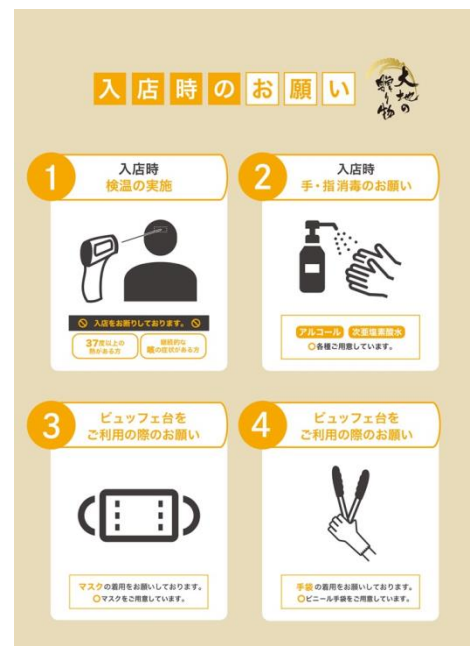 入店時のお願い
大地の
贈り物
1
入店時
検温の実施
入店をお断りしております。
37度以上の
熱がある方
継続的な
咳の症状がある方
2
入店時
手・指消毒のお願い
アルコール 次亜塩素酸水
○各種ご用意しています。
3
ビュッフェ台を
ご利用の際のお願い
マスクの着用をお願いしております。
○マスクをご用意しています。
4
ビュッフェ台を
ご利用の際のお願い
手袋の着用をお願いしております。
○ビニール手袋をご用意しています。